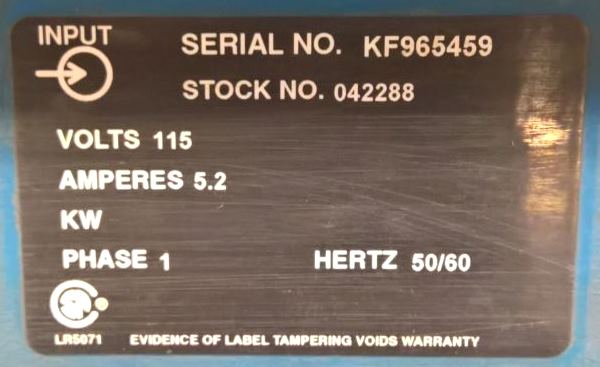 INPUT
SERIAL NO. KF965459
STOCK NO. 042288
VOLTS 115
AMPERES 5.2
KW
PHASE 1 HERTZ 50/60
LR5071 EVIDENCE OF LABEL TAMPERING VOIDS WARRANTY